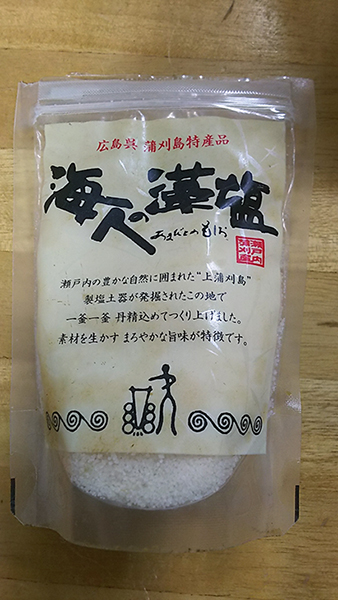 広島呉 蒲刈島特産品
海人の藻塩
あまびとのもしお
瀬戸内の豊かな自然に囲まれた“上蒲刈島”
製塩土器が発掘されたこの地で
一釜一釜 丹精込めてつくり上げました。
素材を生かす まろやかな旨味が特徴です。